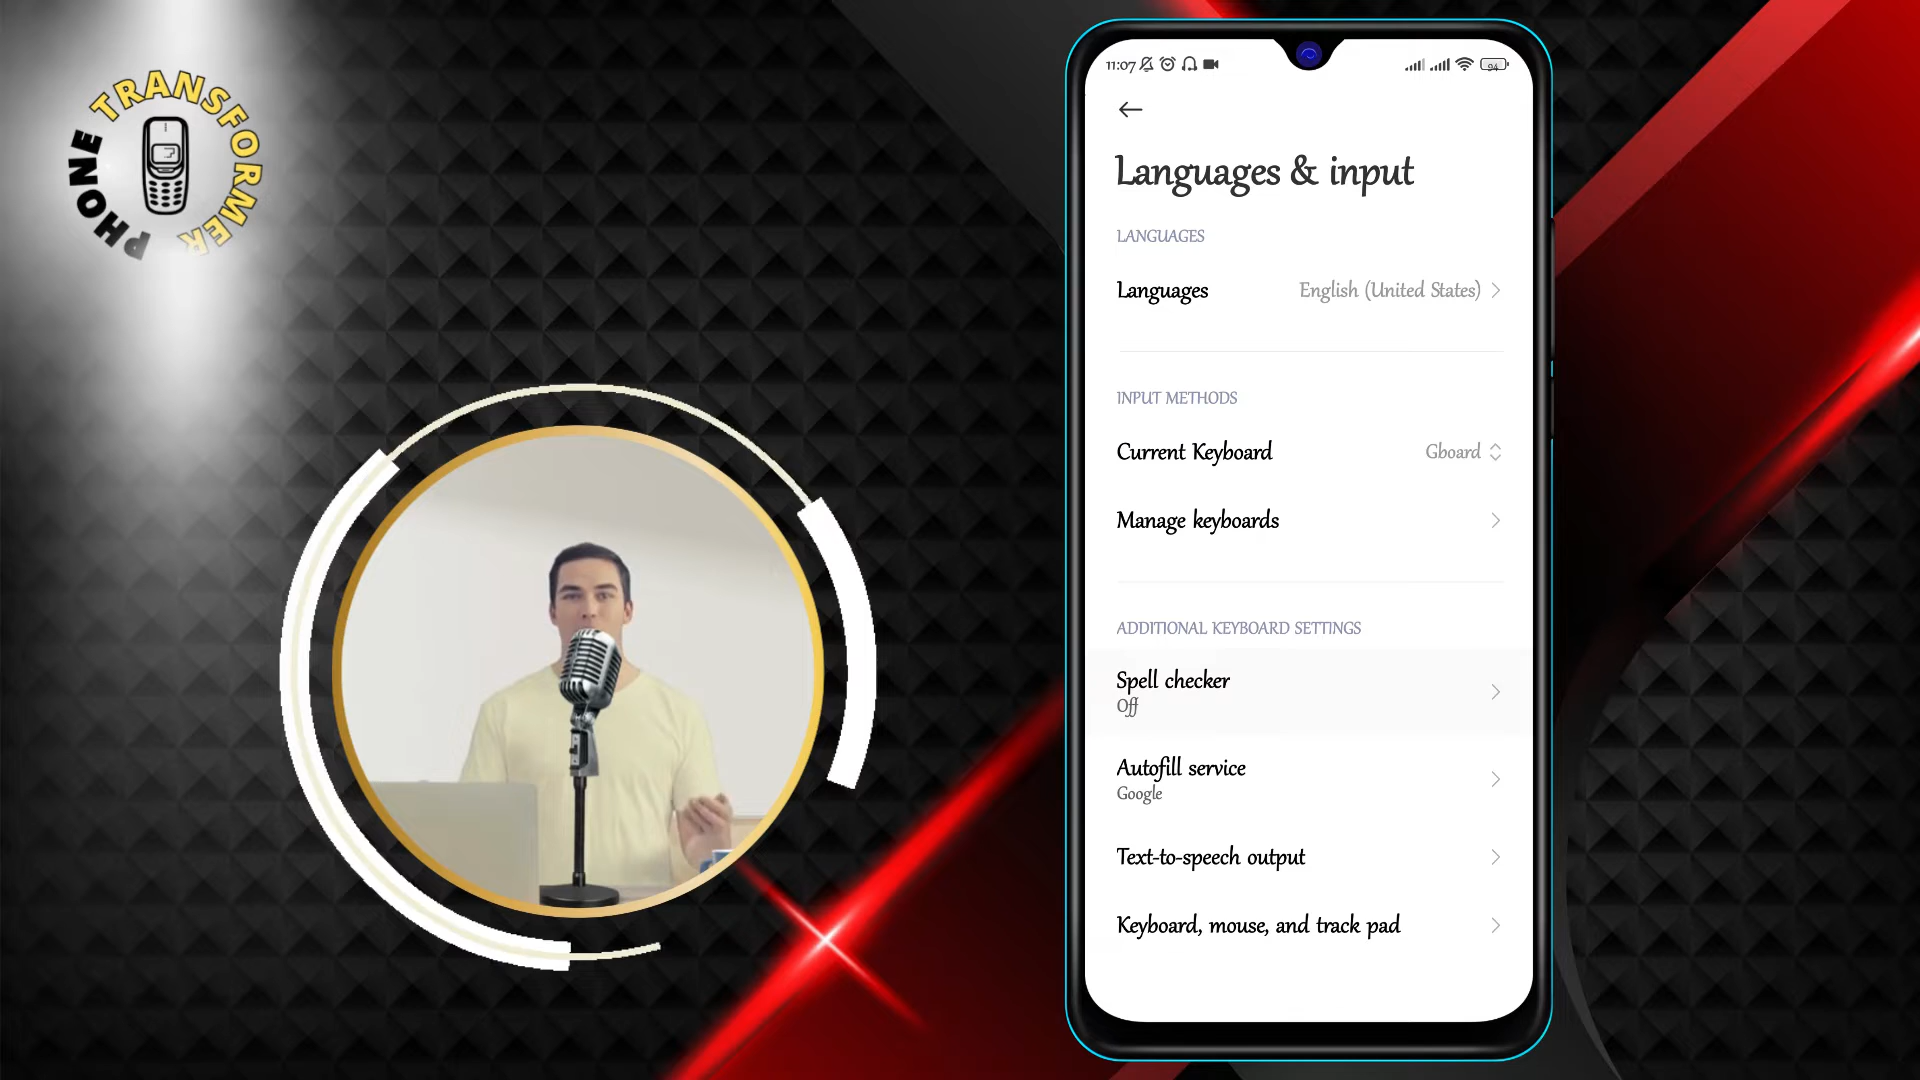 PHONE TRANSFORMER
11:07
94
Languages & input
LANGUAGES
Languages English (United States)
INPUT METHODS
Current Keyboard Gboard
Manage keyboards
ADDITIONAL KEYBOARD SETTINGS
Spell checker
Off
Autofill service
Google
Text-to-speech output
Keyboard, mouse, and track pad